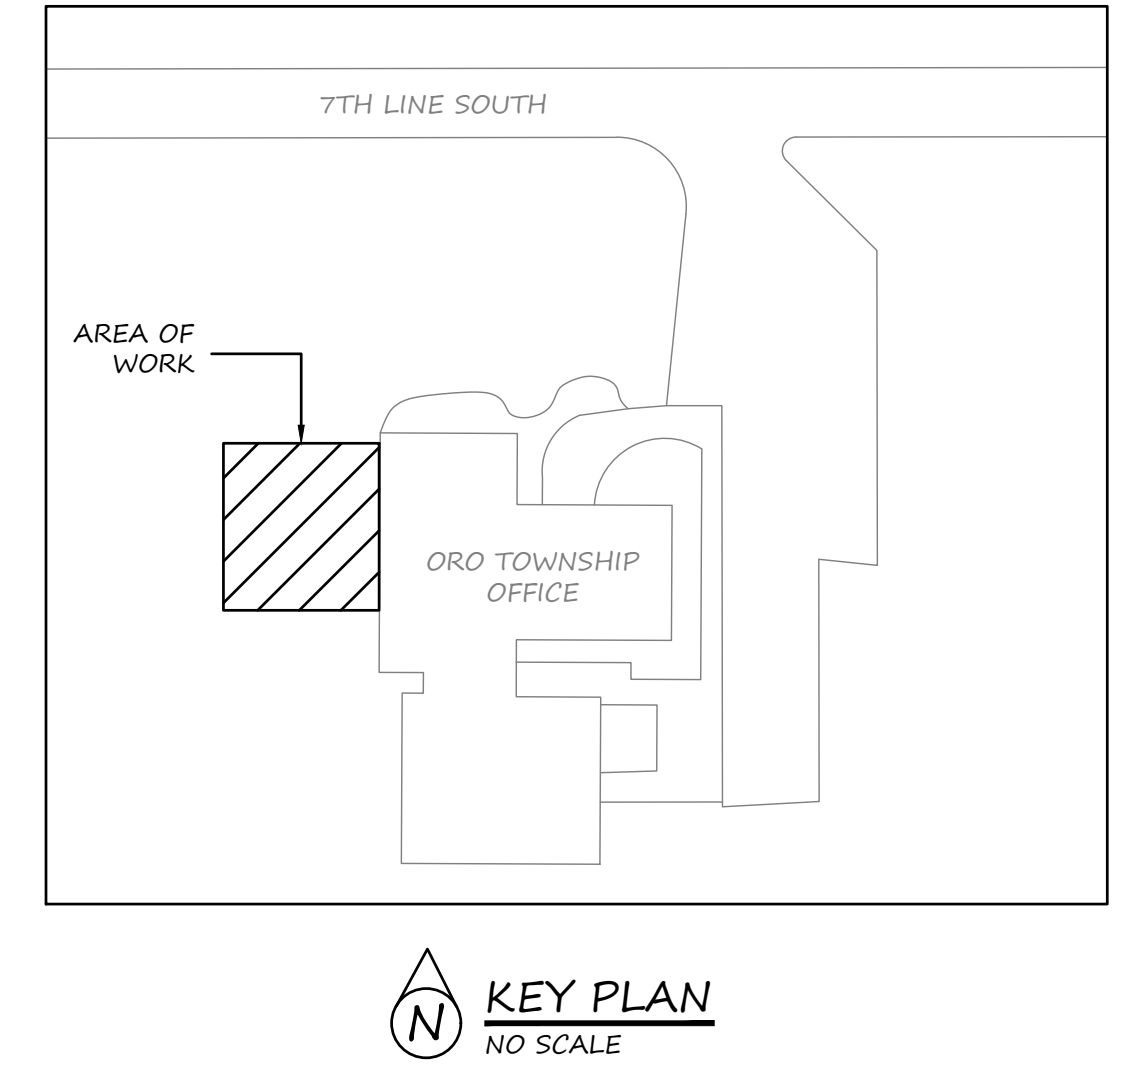 7TH LINE SOUTH
AREA OF
WORK
ORO TOWNSHIP
OFFICE
N
KEY PLAN
NO SCALE